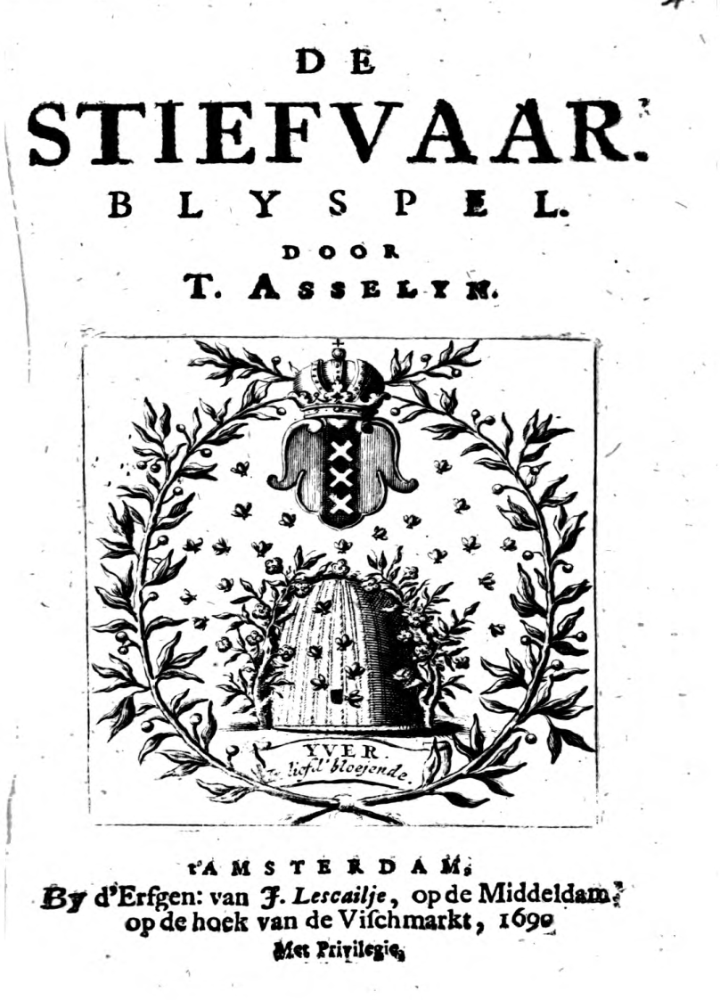 DE
STIEFVAAR.
BLYSPEL.
DOOR
T. ASSELYN.
YVER.
In liefd' bloejende.
t'AMSTERDAM,
By d'Erfgen: van J. Lescailje, op de Middeldam,
op de hoek van de Viſchmarkt, 1690
Met Privilegie,